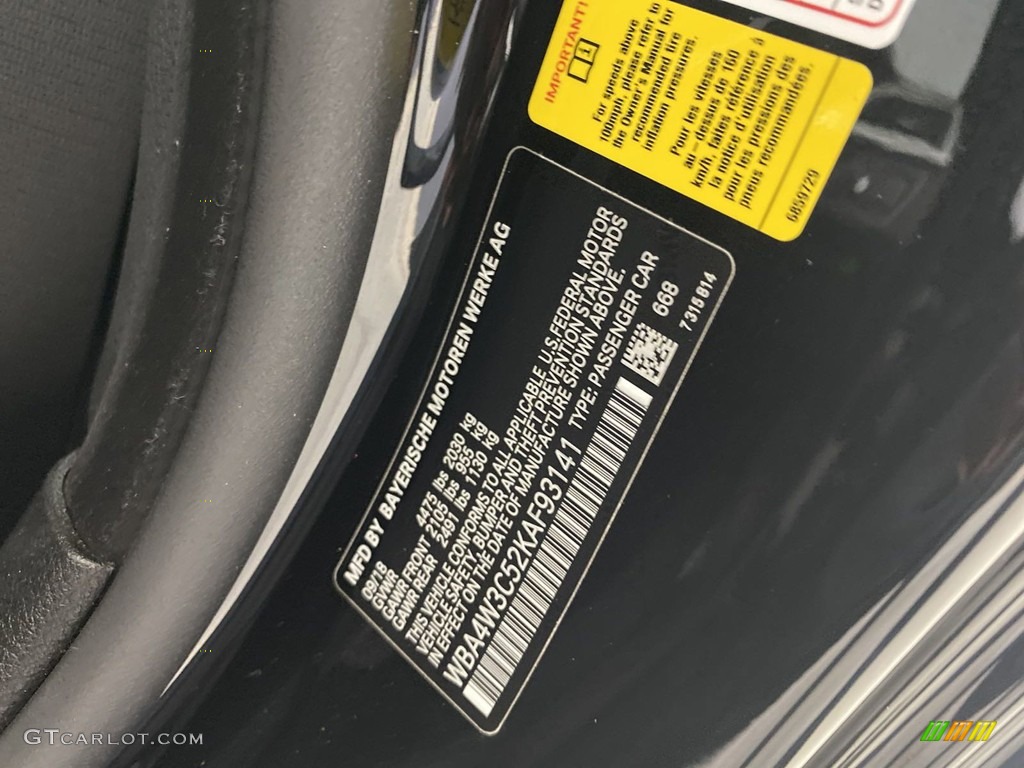 IMPORTANT!
For speeds above
100mph, please refer to
the Owner's Manual for
recommended tire
inflation pressures.
Pour les vitesses
au-dessus de 160
km/h, faites référence à
la notice d'utilisation
pour les pressions des
pneus recommandées.
6859729
MFD BY BAYERISCHE MOTOREN WERKE AG
09/18
GVWR 4475 lbs 2030 kg
GAWR FRONT 2105 lbs 955 kg
GAWR REAR 2491 lbs 1130 kg
THIS VEHICLE CONFORMS TO ALL APPLICABLE U.S. FEDERAL MOTOR
VEHICLE SAFETY, BUMPER AND THEFT PREVENTION STANDARDS
IN EFFECT ON THE DATE OF MANUFACTURE SHOWN ABOVE.
WBA4W3C52KAF93141 TYPE: PASSENGER CAR
668
7315614
GTCARLOT.COM